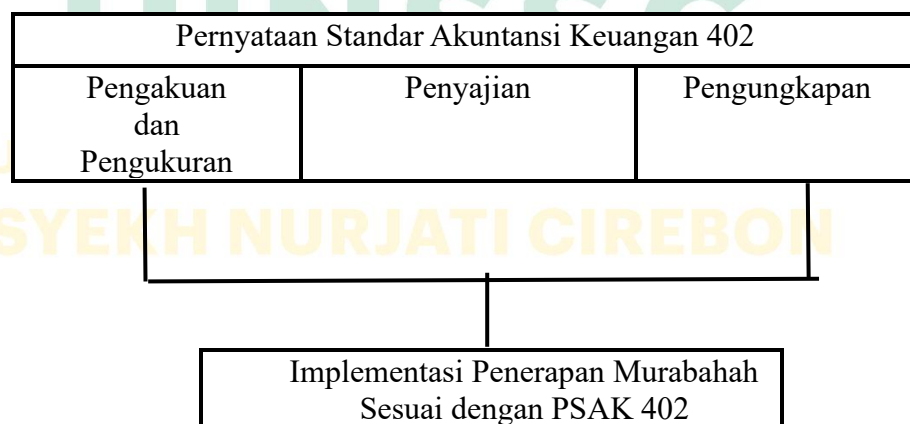 Pernyataan Standar Akuntansi Keuangan 402
Pengakuan
dan
Pengukuran
Penyajian
Pengungkapan
SYEKH NURJATI CIREBON
Implementasi Penerapan Murabahah
Sesuai dengan PSAK 402